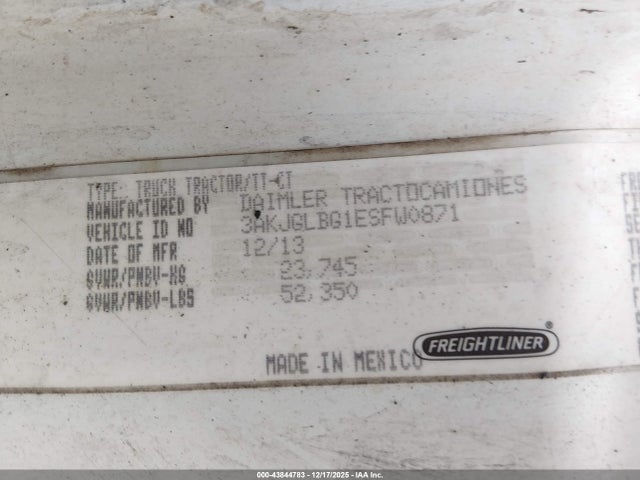 TYPE: TRUCK TRACTOR/TT-CT
MANUFACTURED BY DAIMLER TRACTOCAMIONES
VEHICLE ID NO 3AKJGLBG1ESFW0871
DATE OF MFR 12/13
GVWR/PNBV-KG 23,745
GVWR/PNBV-LBS 52,350
MADE IN MEXICO
FREIGHTLINER®
000-43844783 - 12/17/2025 - IAA Inc.